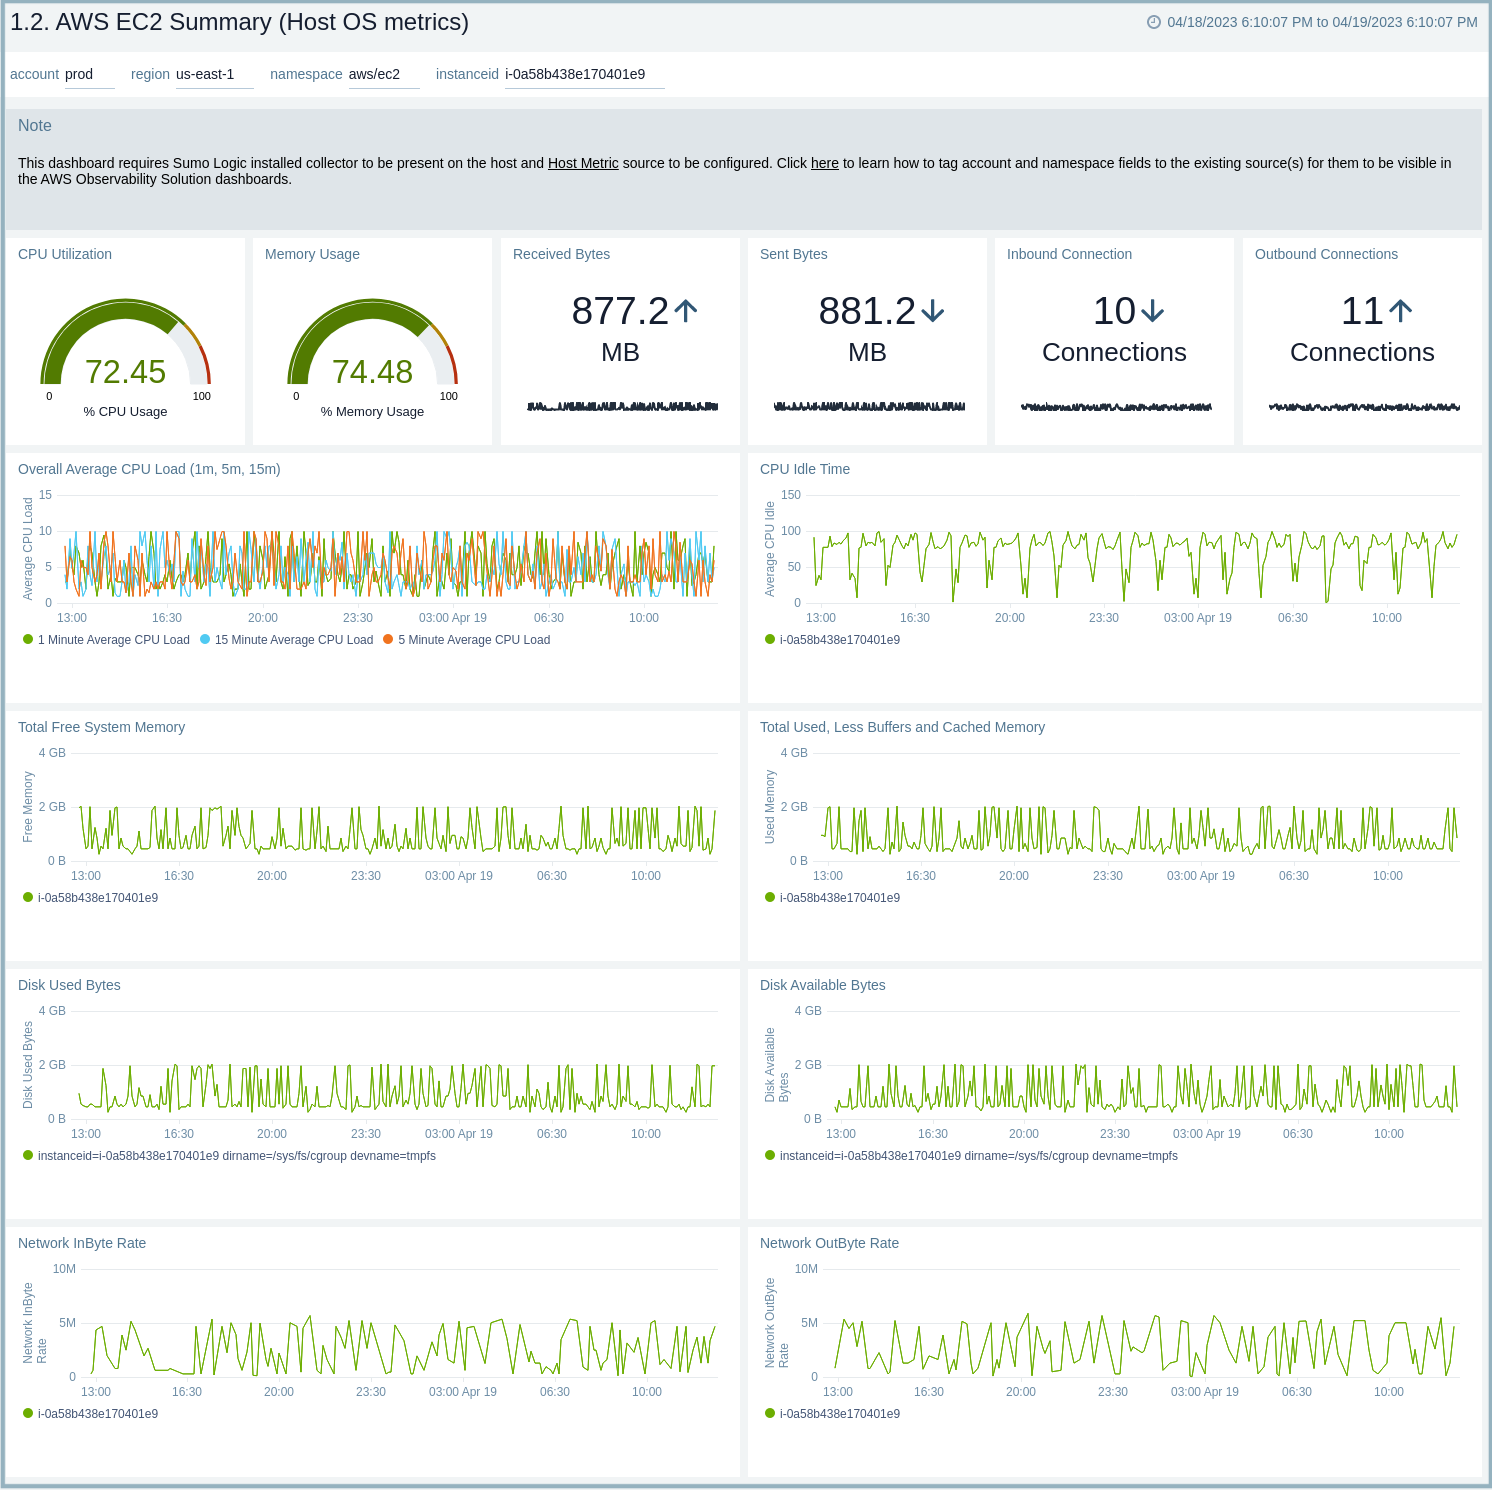 1.2. AWS EC2 Summary (Host OS metrics)
04/18/2023 6:10:07 PM to 04/19/2023 6:10:07 PM
account prod region us-east-1 namespace aws/ec2 instanceid i-0a58b438e170401e9
Note
This dashboard requires Sumo Logic installed collector to be present on the host and Host Metric source to be configured. Click here to learn how to tag account and namespace fields to the existing source(s) for them to be visible in
the AWS Observability Solution dashboards.
CPU Utilization
72.45
0 100
% CPU Usage
Memory Usage
74.48
0 100
% Memory Usage
Received Bytes
877.2
MB
Sent Bytes
881.2
MB
Inbound Connection
10
Connections
Outbound Connections
11
Connections
Overall Average CPU Load (1m, 5m, 15m)
Average CPU Load
15
10
5
0
13:00 16:30 20:00 23:30 03:00 Apr 19 06:30 10:00
1 Minute Average CPU Load 15 Minute Average CPU Load 5 Minute Average CPU Load
CPU Idle Time
Average CPU Idle
150
100
50
0
13:00 16:30 20:00 23:30 03:00 Apr 19 06:30 10:00
i-0a58b438e170401e9
Total Free System Memory
Free Memory
4 GB
2 GB
0 B
13:00 16:30 20:00 23:30 03:00 Apr 19 06:30 10:00
i-0a58b438e170401e9
Total Used, Less Buffers and Cached Memory
Used Memory
4 GB
2 GB
0 B
13:00 16:30 20:00 23:30 03:00 Apr 19 06:30 10:00
i-0a58b438e170401e9
Disk Used Bytes
Disk Used Bytes
4 GB
2 GB
0 B
13:00 16:30 20:00 23:30 03:00 Apr 19 06:30 10:00
instanceid=i-0a58b438e170401e9 dirname=/sys/fs/cgroup devname=tmpfs
Disk Available Bytes
Disk Available
Bytes
4 GB
2 GB
0 B
13:00 16:30 20:00 23:30 03:00 Apr 19 06:30 10:00
instanceid=i-0a58b438e170401e9 dirname=/sys/fs/cgroup devname=tmpfs
Network InByte Rate
Network InByte
Rate
10M
5M
0
13:00 16:30 20:00 23:30 03:00 Apr 19 06:30 10:00
i-0a58b438e170401e9
Network OutByte Rate
Network OutByte
Rate
10M
5M
0
13:00 16:30 20:00 23:30 03:00 Apr 19 06:30 10:00
i-0a58b438e170401e9